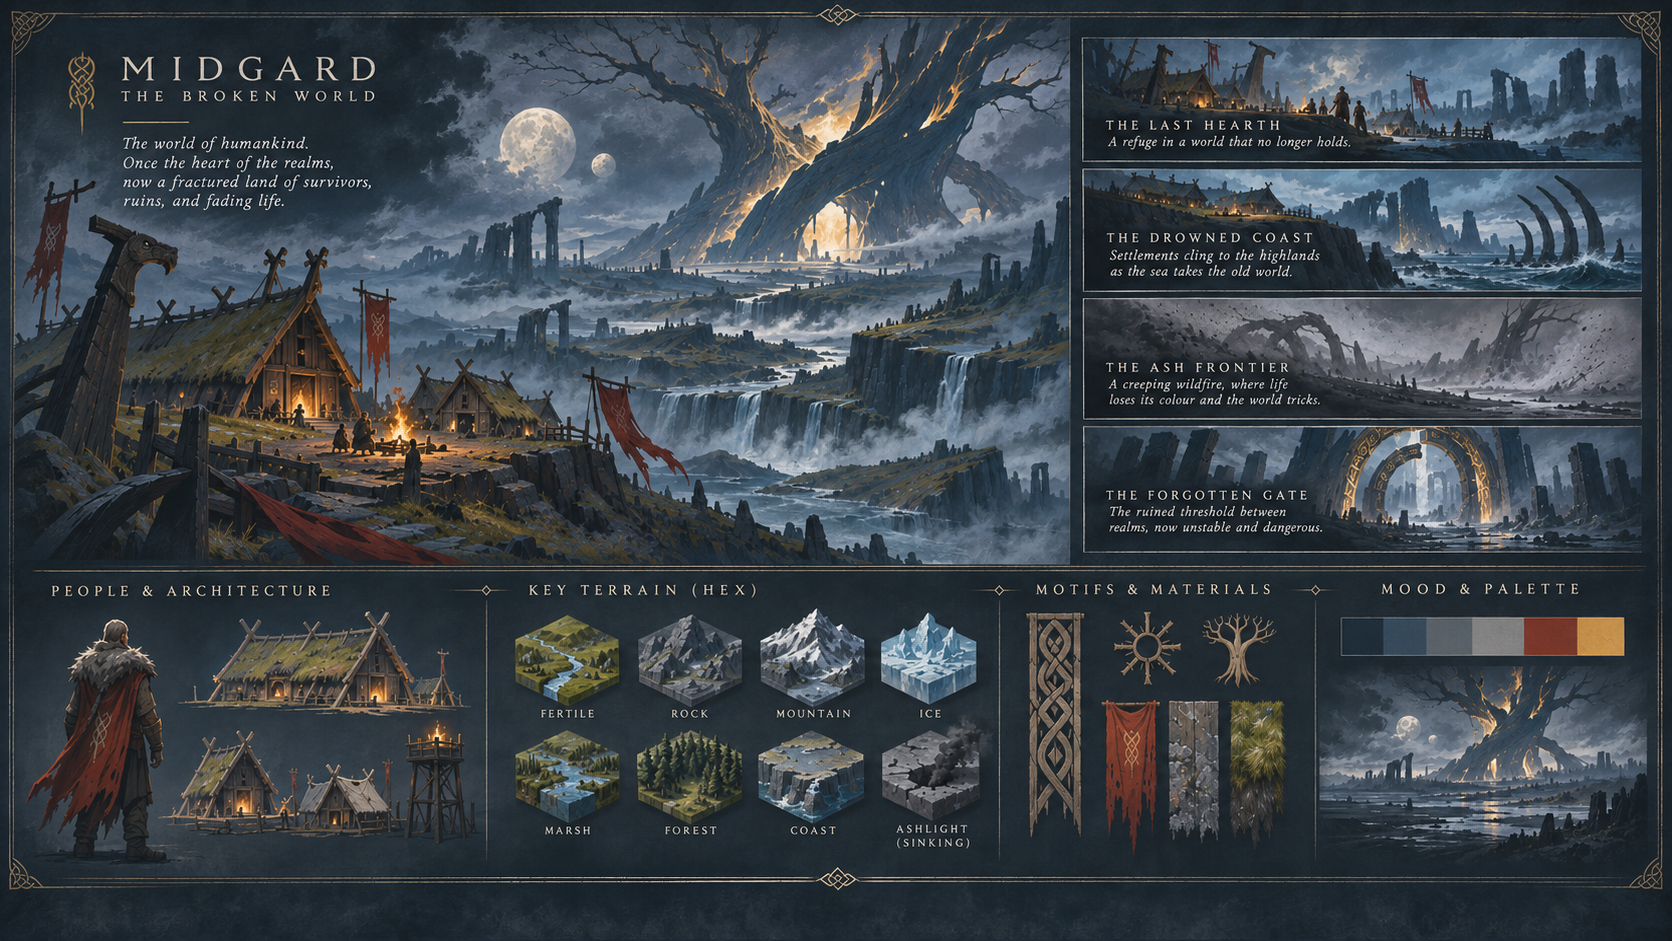 MIDGARD
THE BROKEN WORLD
The world of humankind.
Once the heart of the realms,
now a fractured land of survivors,
ruins, and fading life.
THE LAST HEARTH
A refuge in a world that no longer holds.
THE DROWNED COAST
Settlements cling to the highlands
as the sea takes the old world.
THE ASH FRONTIER
A creeping wildfire, where life
loses its colour and the world tricks.
THE FORGOTTEN GATE
The ruined threshold between
realms, now unstable and dangerous.
PEOPLE & ARCHITECTURE
KEY TERRAIN (HEX)
FERTILE
ROCK
MOUNTAIN
ICE
MARSH
FOREST
COAST
ASHLIGHT
(SINKING)
MOTIFS & MATERIALS
MOOD & PALETTE